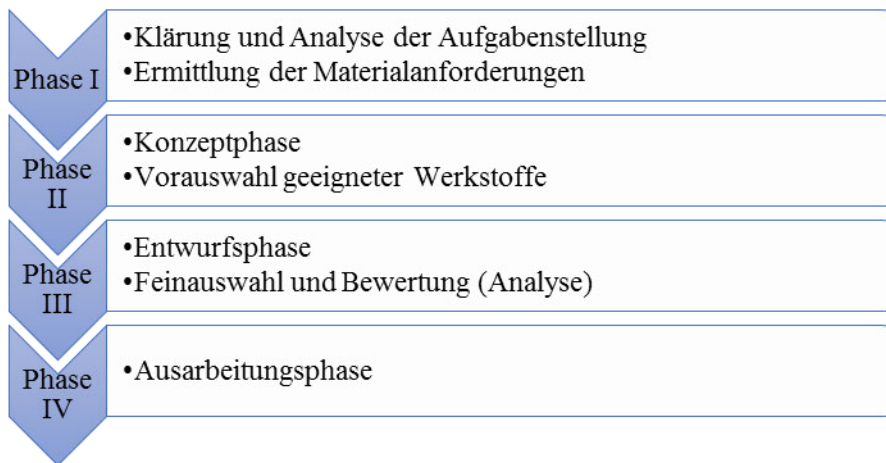 Phase I
•Klärung und Analyse der Aufgabenstellung
•Ermittlung der Materialanforderungen
Phase
II
•Konzeptphase
•Vorauswahl geeigneter Werkstoffe
Phase
III
•Entwurfsphase
•Feinauswahl und Bewertung (Analyse)
Phase
IV
•Ausarbeitungsphase